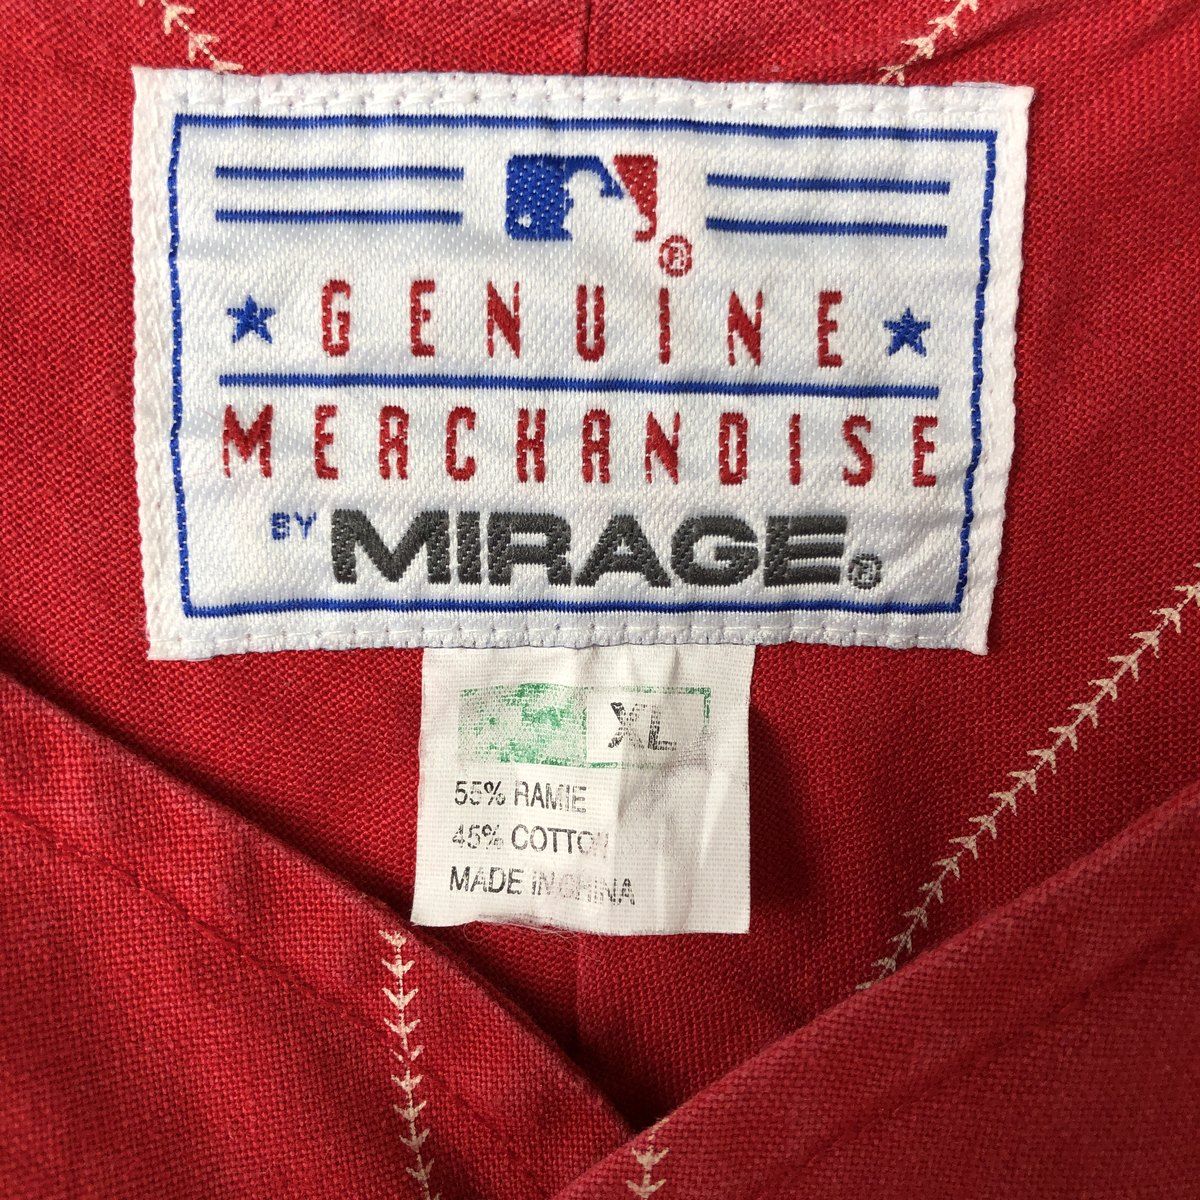 ®
GENUINE
MERCHANDISE
BY MIRAGE®
XL
55% RAMIE
45% COTTON
MADE IN CHINA